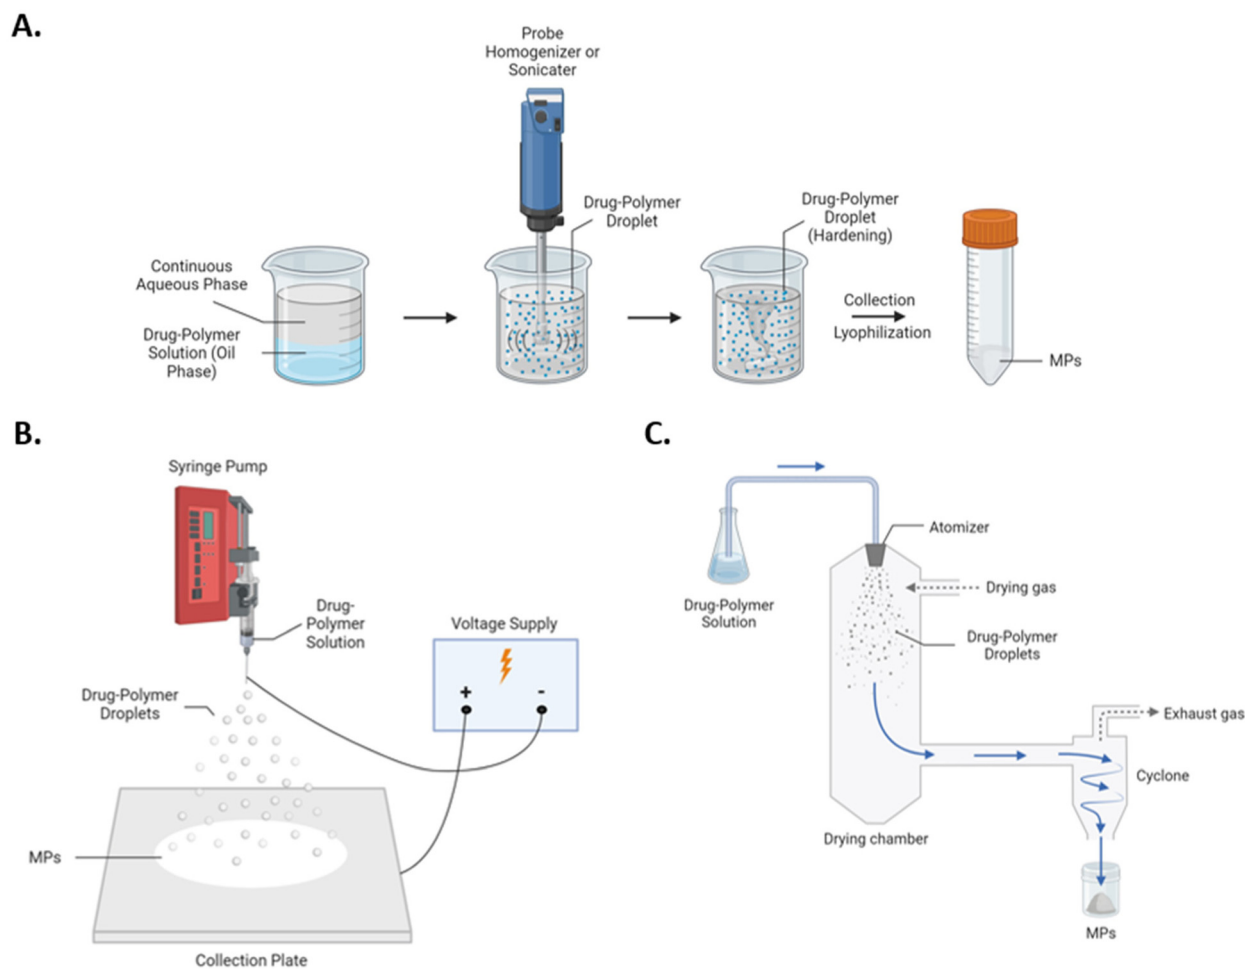 A.
Probe
Homogenizer or
Sonicater
Drug-Polymer
Droplet
Drug-Polymer
Droplet
(Hardening)
Continuous
Aqueous Phase
Drug-Polymer
Solution (Oil
Phase)
Collection
Lyophilization
MPs
B.
Syringe Pump
Drug-
Polymer
Solution
Voltage Supply
+
-
Drug-Polymer
Droplets
MPs
Collection Plate
C.
Atomizer
Drying gas
Drug-Polymer
Solution
Drug-Polymer
Droplets
Exhaust gas
Cyclone
Drying chamber
MPs